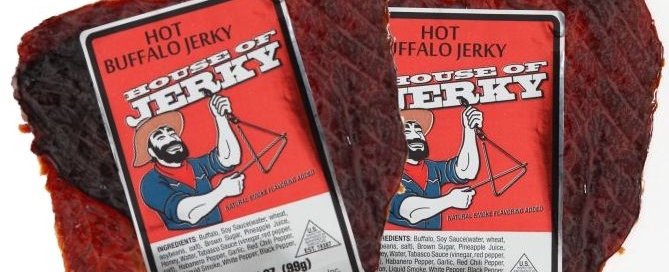 HOT
BUFFALO JERKY
HOUSE OF
JERKY
NATURAL SMOKE FLAVORING ADDED
INGREDIENTS: Buffalo, Soy Sauce(water, wheat,
soybeans, salt), Brown Sugar, Pineapple Juice,
Honey, Water, Tabasco Sauce (vinegar, red pepper,
Habanero Pepper, Garlic, Red Chili Pepper,
Liquid Smoke, White Pepper, Black Pepper,
U.S.
(99g)
Inc.
HOT
UFFALO JERKY
HOUSE OF
JERKY
NATURAL SMOKE FLAVORING ADDED
INGREDIENTS: Buffalo, Soy Sauce(water, wheat,
soybeans, salt), Brown Sugar, Pineapple Juice,
ey, Water, Tabasco Sauce (vinegar, red pepper,
Habanero Pepper, Garlic, Red Chili Pepper,
Liquid Smoke, White Pepper, Black Pepper,
U.S.